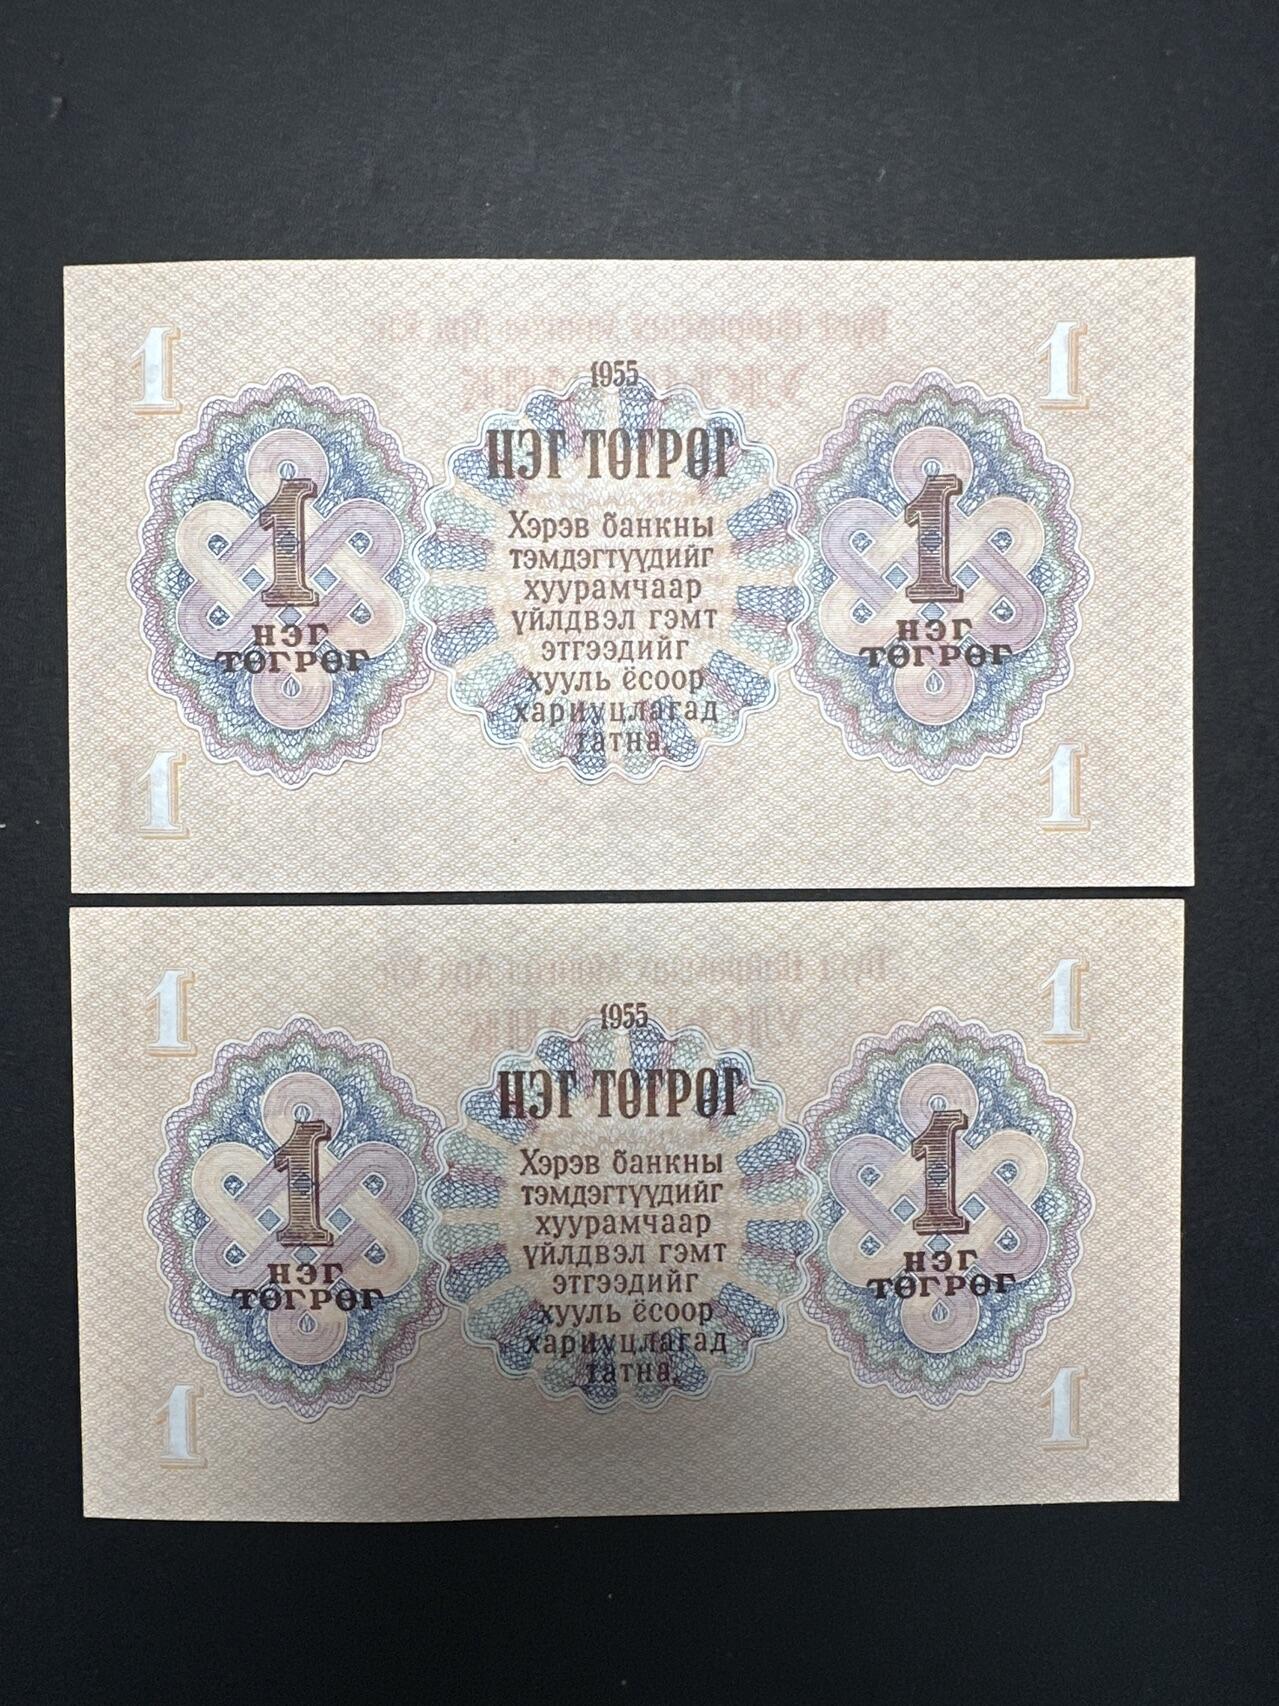 1
1
1955
НЭГ ТӨГРӨГ
1
НЭГ
ТӨГРӨГ
Хэрэв банкны
тэмдэгтүүдийг
хуурамчаар
үйлдвэл гэмт
этгээдийг
хууль ёсоор
хариуцлагад
татна.
1
НЭГ
ТӨГРӨГ
1
1
1
1
1955
НЭГ ТӨГРӨГ
1
НЭГ
ТӨГРӨГ
Хэрэв банкны
тэмдэгтүүдийг
хуурамчаар
үйлдвэл гэмт
этгээдийг
хууль ёсоор
хариуцлагад
татна.
1
НЭГ
ТӨГРӨГ
1
1